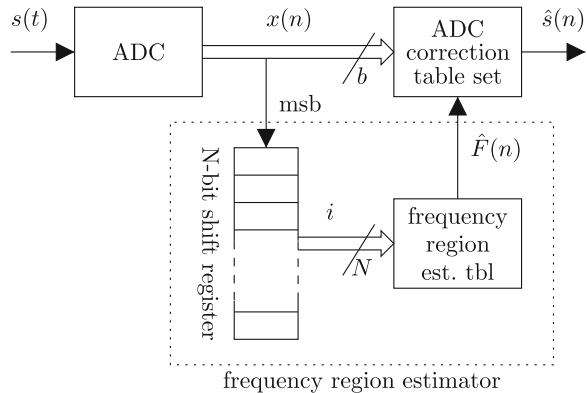 s(t)
ADC
x(n)
b
ADC
correction
table set
ŝ(n)
msb
N-bit shift register
i
N
F̂(n)
frequency
region
est. tbl
frequency region estimator